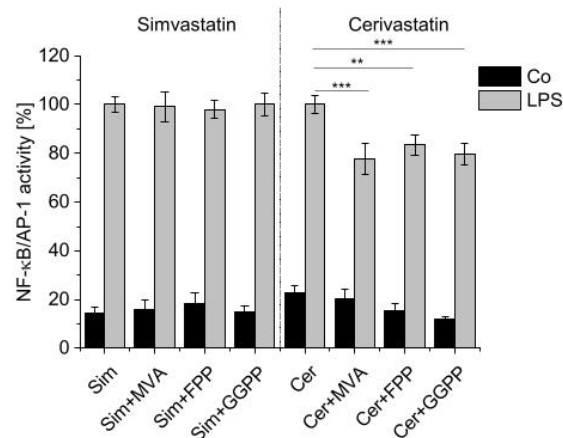 Simvastatin Cerivastatin
***
**
***
Co
LPS
NF-κB/AP-1 activity [%]
120
100
80
60
40
20
0
Sim
Sim+MVA
Sim+FPP
Sim+GGPP
Cer
Cer+MVA
Cer+FPP
Cer+GGPP